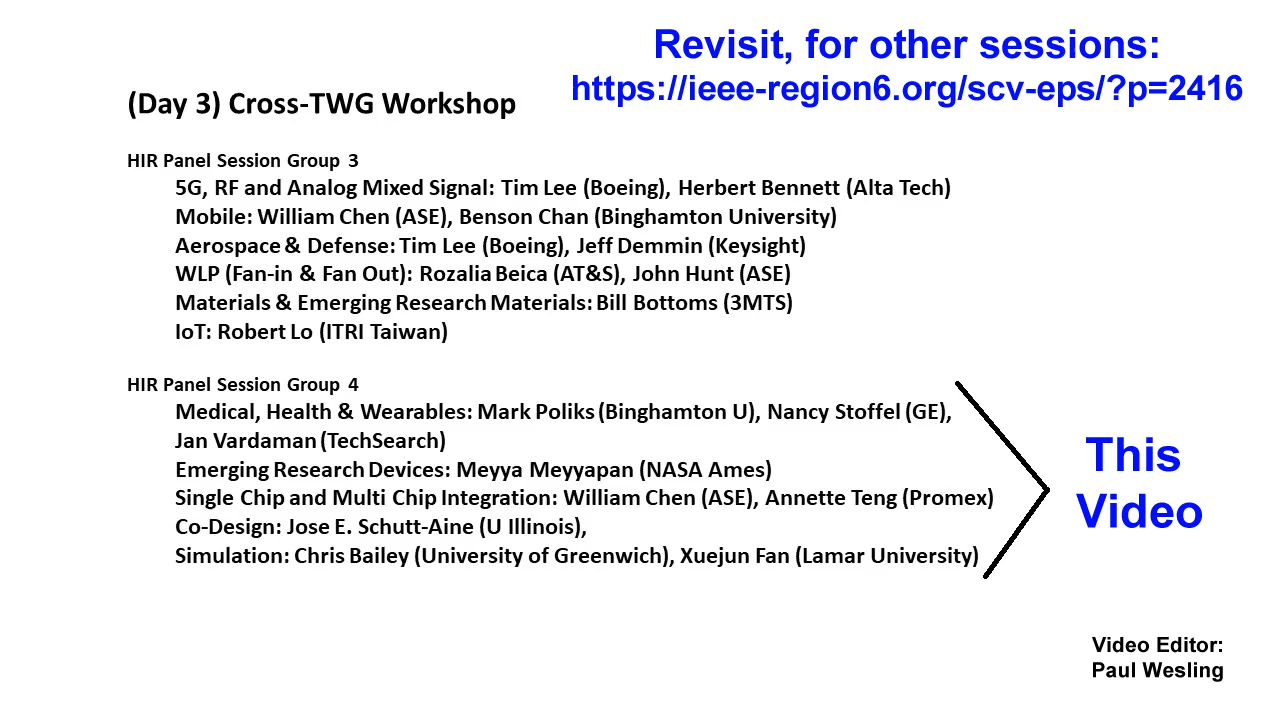 Revisit, for other sessions:
https://ieee-region6.org/scv-eps/?p=2416
(Day 3) Cross-TWG Workshop
HIR Panel Session Group 3
5G, RF and Analog Mixed Signal: Tim Lee (Boeing), Herbert Bennett (Alta Tech)
Mobile: William Chen (ASE), Benson Chan (Binghamton University)
Aerospace & Defense: Tim Lee (Boeing), Jeff Demmin (Keysight)
WLP (Fan-in & Fan Out): Rozalia Beica (AT&S), John Hunt (ASE)
Materials & Emerging Research Materials: Bill Bottoms (3MTS)
IoT: Robert Lo (ITRI Taiwan)
HIR Panel Session Group 4
Medical, Health & Wearables: Mark Poliks (Binghamton U), Nancy Stoffel (GE),
Jan Vardaman (TechSearch)
Emerging Research Devices: Meyya Meyyapan (NASA Ames)
Single Chip and Multi Chip Integration: William Chen (ASE), Annette Teng (Promex)
Co-Design: Jose E. Schutt-Aine (U Illinois),
Simulation: Chris Bailey (University of Greenwich), Xuejun Fan (Lamar University)
This
Video
Video Editor:
Paul Wesling